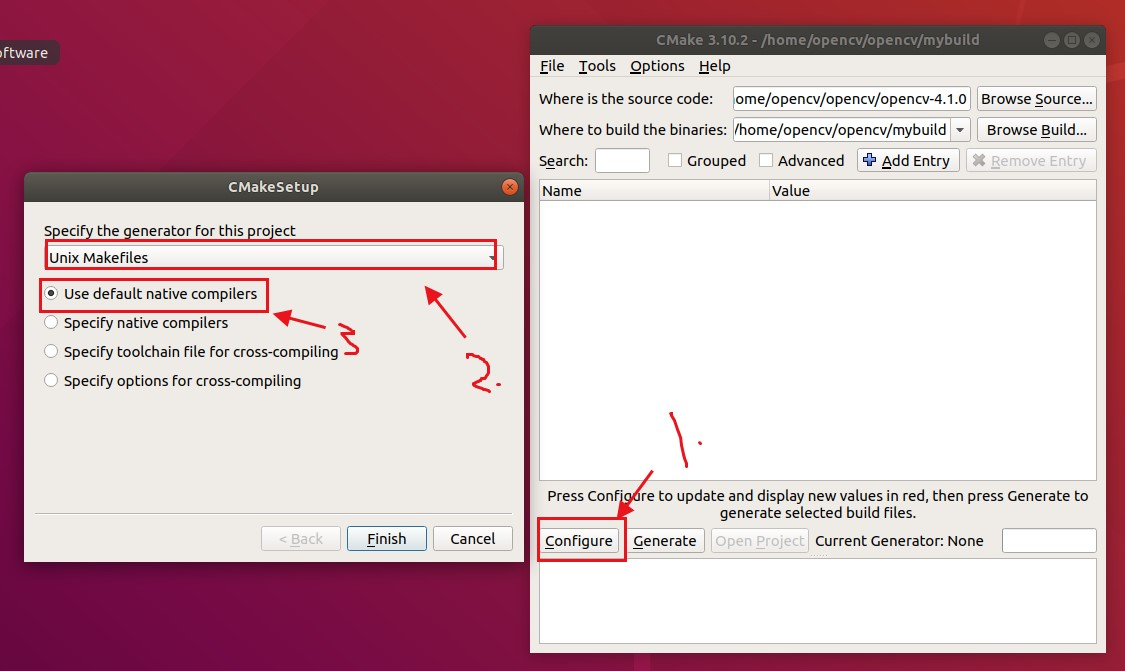 oftware
CMakeSetup
Specify the generator for this project
Unix Makefiles
Use default native compilers
Specify native compilers
Specify toolchain file for cross-compiling
Specify options for cross-compiling
3
2.
< Back
Finish
Cancel
CMake 3.10.2 - /home/opencv/opencv/mybuild
File Tools Options Help
Where is the source code: ome/opencv/opencv/opencv-4.1.0 Browse Source...
Where to build the binaries: /home/opencv/opencv/mybuild Browse Build...
Search: Grouped Advanced Add Entry Remove Entry
Name Value
1.
Press Configure to update and display new values in red, then press Generate to
generate selected build files.
Configure Generate Open Project Current Generator: None